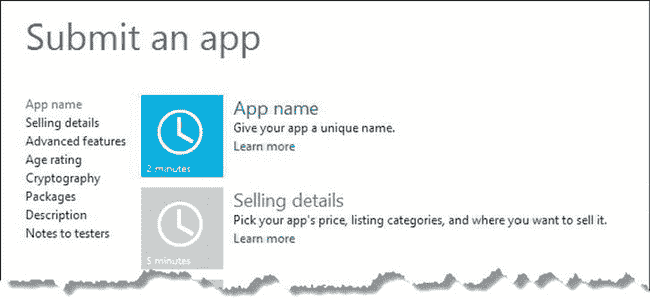 Submit an app
App name
Selling details
Advanced features
Age rating
Cryptography
Packages
Description
Notes to testers
2 minutes
App name
Give your app a unique name.
Learn more
5 minutes
Selling details
Pick your app's price, listing categories, and where you want to sell it.
Learn more